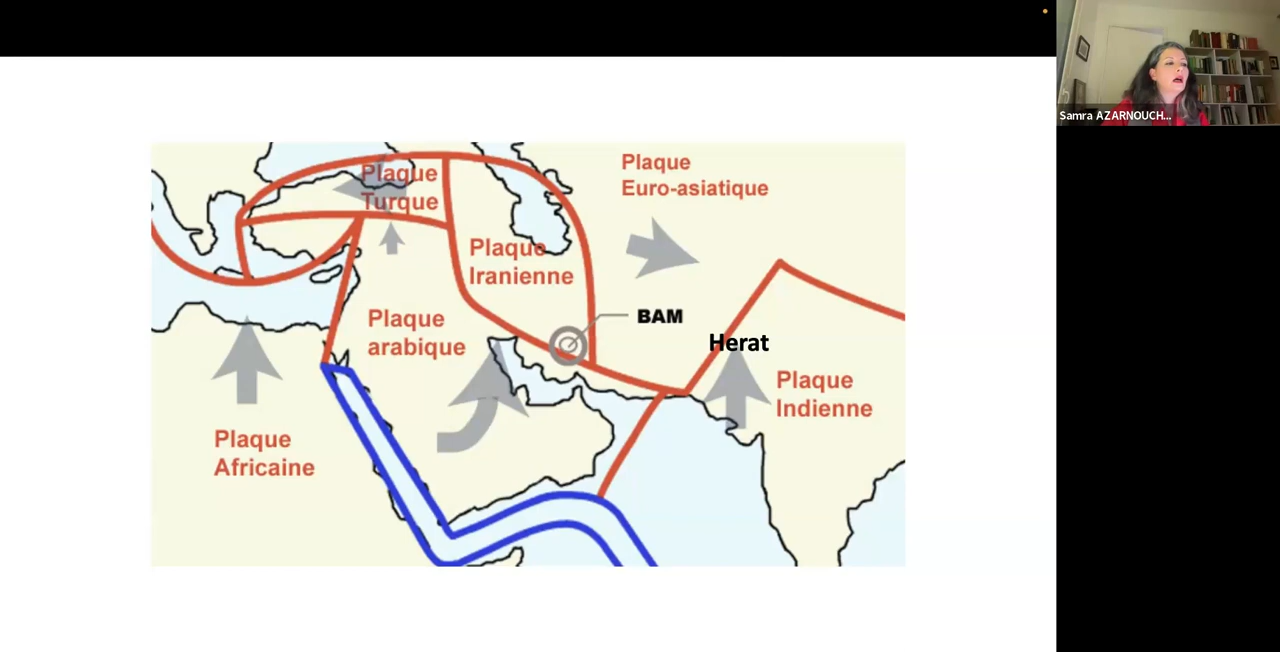 Samra AZARNOUCH...
Plaque
Turque
Plaque
Euro-asiatique
Plaque
Iranienne
BAM
Herat
Plaque
arabique
Plaque
Indienne
Plaque
Africaine